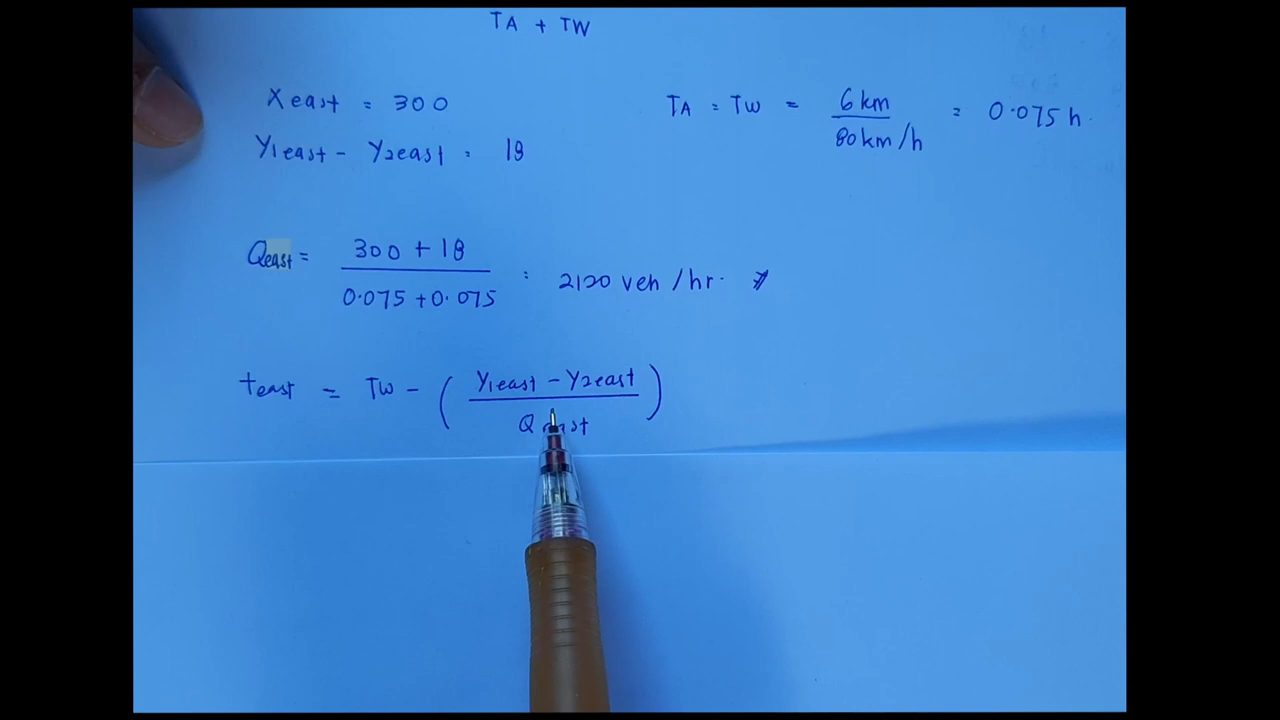 TA + TW
Xeast = 300
TA = TW = 6 km / 80 km/h = 0.075 h.
Y1east - Y2east = 18
Qeast = 300 + 18 / 0.075 + 0.075 = 2120 veh /hr.
teast = TW - ( Y1east - Y2east / Qeast )